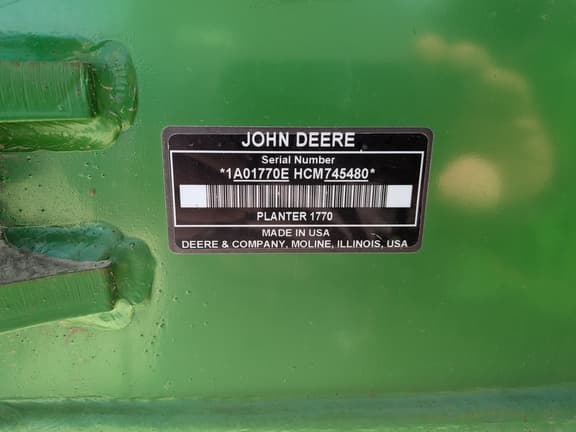 JOHN DEERE
Serial Number
*1A01770E HCM745480*
PLANTER 1770
MADE IN USA
DEERE & COMPANY, MOLINE, ILLINOIS, USA